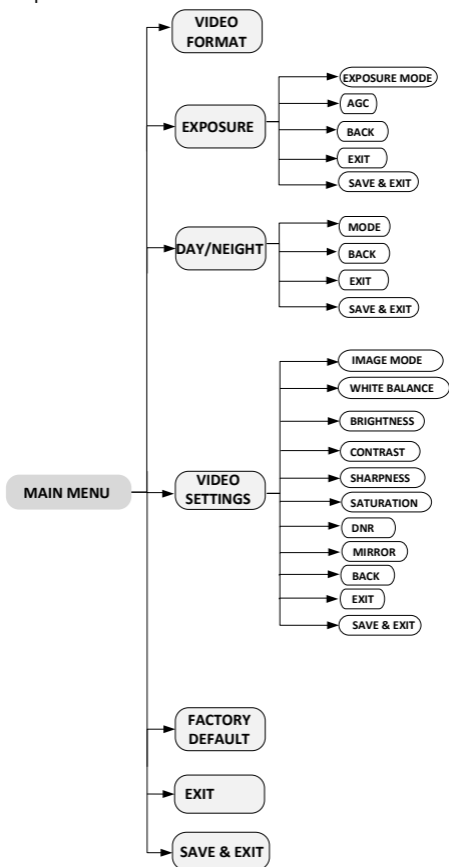 VIDEO
FORMAT
EXPOSURE
EXPOSURE MODE
AGC
BACK
EXIT
SAVE & EXIT
DAY/NEIGHT
MODE
BACK
EXIT
SAVE & EXIT
MAIN MENU
VIDEO
SETTINGS
IMAGE MODE
WHITE BALANCE
BRIGHTNESS
CONTRAST
SHARPNESS
SATURATION
DNR
MIRROR
BACK
EXIT
SAVE & EXIT
FACTORY
DEFAULT
EXIT
SAVE & EXIT